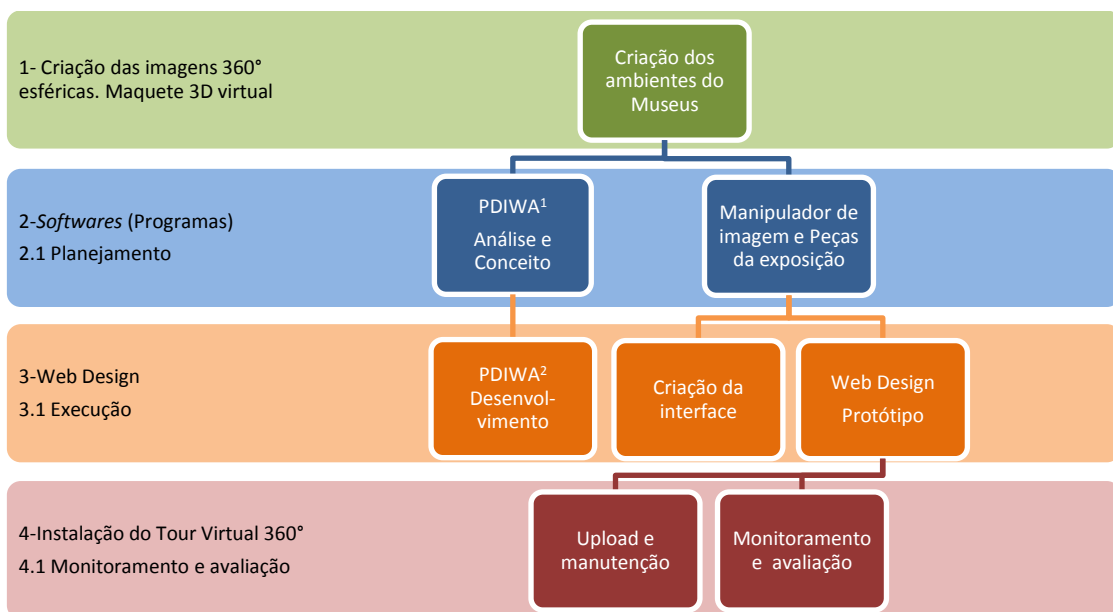 1- Criação das imagens 360°
esféricas. Maquete 3D virtual
Criação dos
ambientes do
Museus
2-Softwares (Programas)
2.1 Planejamento
PDIWA¹
Análise e
Conceito
Manipulador de
imagem e Peças
da exposição
3-Web Design
3.1 Execução
PDIWA²
Desenvol-
vimento
Criação da
interface
Web Design
Protótipo
4-Instalação do Tour Virtual 360°
4.1 Monitoramento e avaliação
Upload e
manutenção
Monitoramento
e avaliação